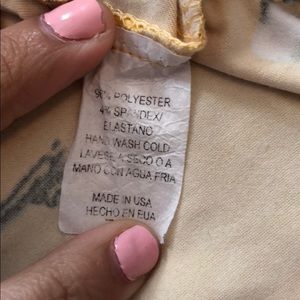 96% POLYESTER
4% SPANDEX/
ELASTANO
HAND WASH COLD
LAVESE A SECO O A
MANO CON AGUA FRIA
MADE IN USA
HECHO EN EUA